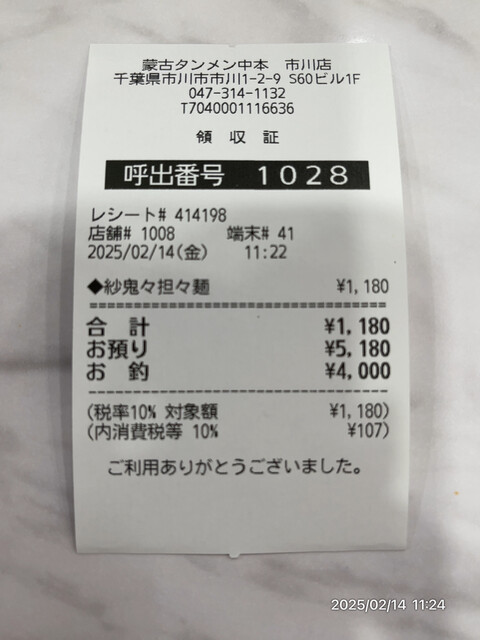 蒙古タンメン中本 市川店
千葉県市川市市川1-2-9 S60ビル1F
047-314-1132
T7040001116636
領 収 証
呼出番号 1028
レシート# 414198
店舗# 1008 端末# 41
2025/02/14(金) 11:22
◆紗鬼々担々麺 ¥1,180
合 計 ¥1,180
お預り ¥5,180
お 釣 ¥4,000
(税率10% 対象額 ¥1,180)
(内消費税等 10% ¥107)
ご利用ありがとうございました。
2025/02/14 11:24